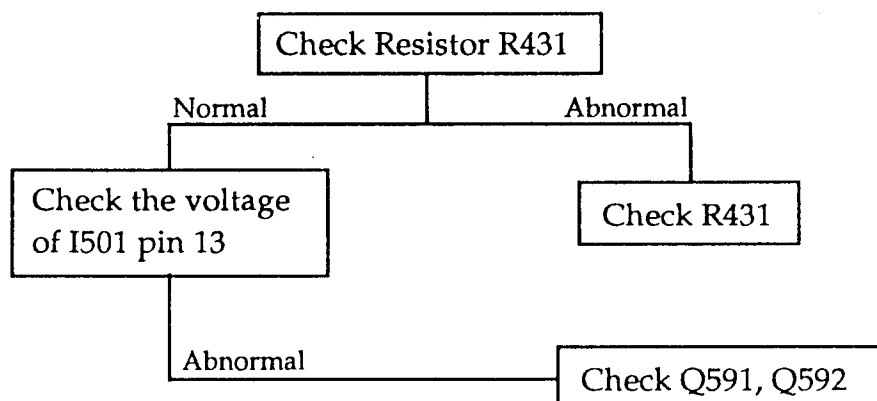 Check Resistor R431
Normal
Abnormal
Check the voltage
of I501 pin 13
Check R431
Abnormal
Check Q591, Q592